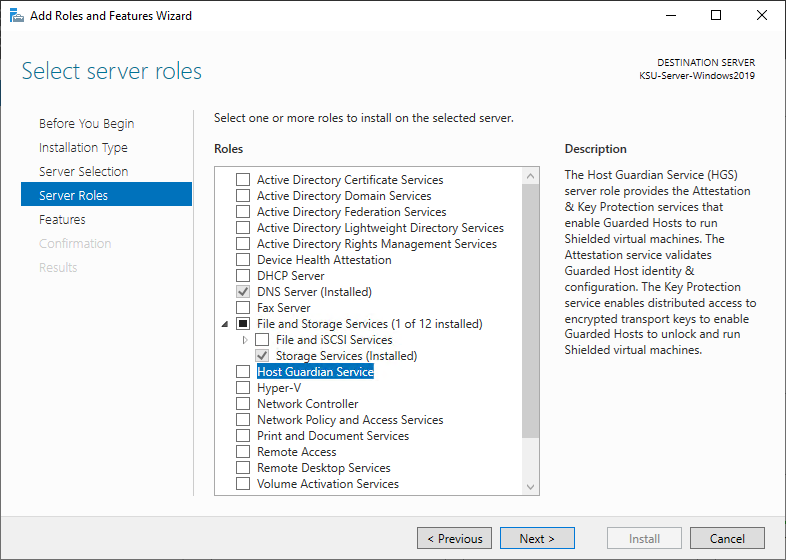 Add Roles and Features Wizard
Select server roles
DESTINATION SERVER
KSU-Server-Windows2019
Before You Begin
Installation Type
Server Selection
Server Roles
Features
Confirmation
Results
Select one or more roles to install on the selected server.
Roles
Active Directory Certificate Services
Active Directory Domain Services
Active Directory Federation Services
Active Directory Lightweight Directory Services
Active Directory Rights Management Services
Device Health Attestation
DHCP Server
DNS Server (Installed)
Fax Server
File and Storage Services (1 of 12 installed)
File and iSCSI Services
Storage Services (Installed)
Host Guardian Service
Hyper-V
Network Controller
Network Policy and Access Services
Print and Document Services
Remote Access
Remote Desktop Services
Volume Activation Services
Description
The Host Guardian Service (HGS)
server role provides the Attestation
& Key Protection services that
enable Guarded Hosts to run
Shielded virtual machines. The
Attestation service validates
Guarded Host identity &
configuration. The Key Protection
service enables distributed access to
encrypted transport keys to enable
Guarded Hosts to unlock and run
Shielded virtual machines.
< Previous
Next >
Install
Cancel